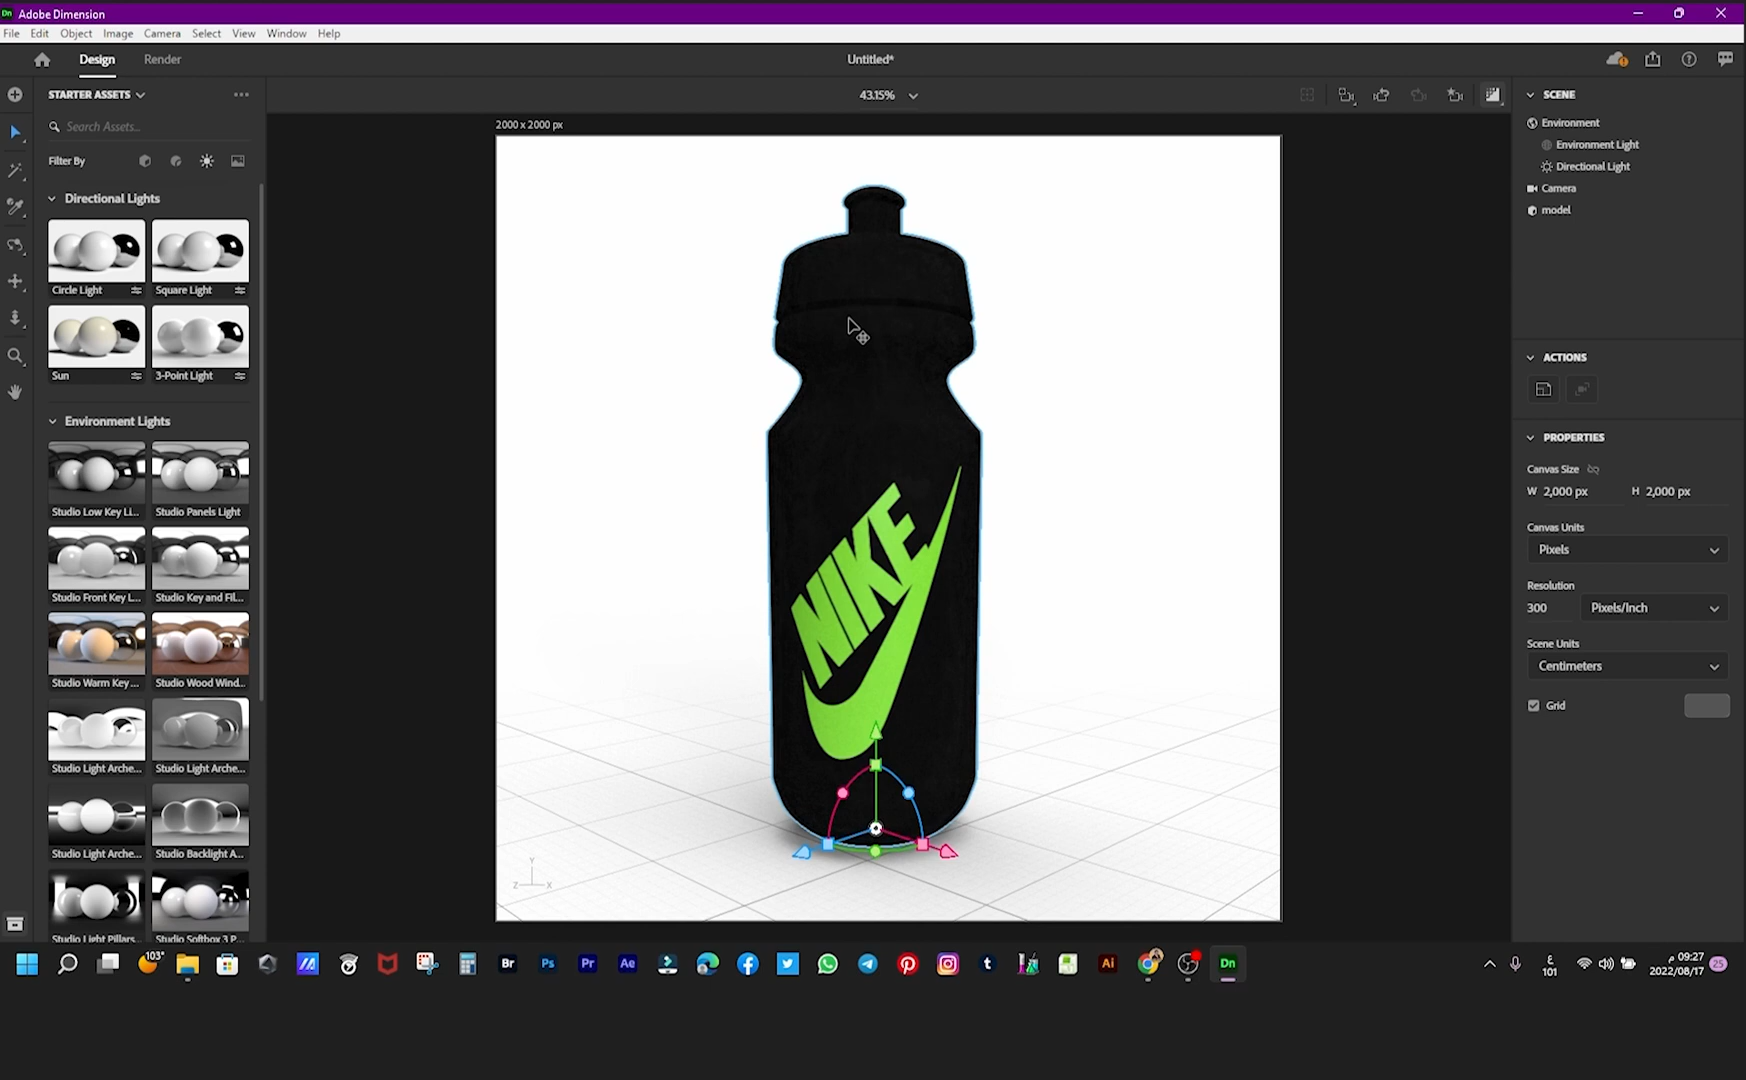 Dn Adobe Dimension
File Edit Object Image Camera Select View Window Help
Design Render
Untitled*
STARTER ASSETS
43.15%
Search Assets...
Filter By
2000 x 2000 px
Directional Lights
Circle Light
Square Light
Sun
3-Point Light
Environment Lights
Studio Low Key Li...
Studio Panels Light
Studio Front Key L...
Studio Key and Fil...
Studio Warm Key ...
Studio Wood Wind...
Studio Light Arche...
Studio Light Arche...
Studio Light Arche...
Studio Backlight A...
Studio Light Pillars
Studio Softbox 3 P...
NIKE
Y
Z
X
SCENE
Environment
Environment Light
Directional Light
Camera
model
ACTIONS
PROPERTIES
Canvas Size
W 2,000 px H 2,000 px
Canvas Units
Pixels
Resolution
300 Pixels/Inch
Scene Units
Centimeters
Grid
103°
Br Ps Pr Ae t Ai Dn
ع
101
09:27 م
2022/08/17
25